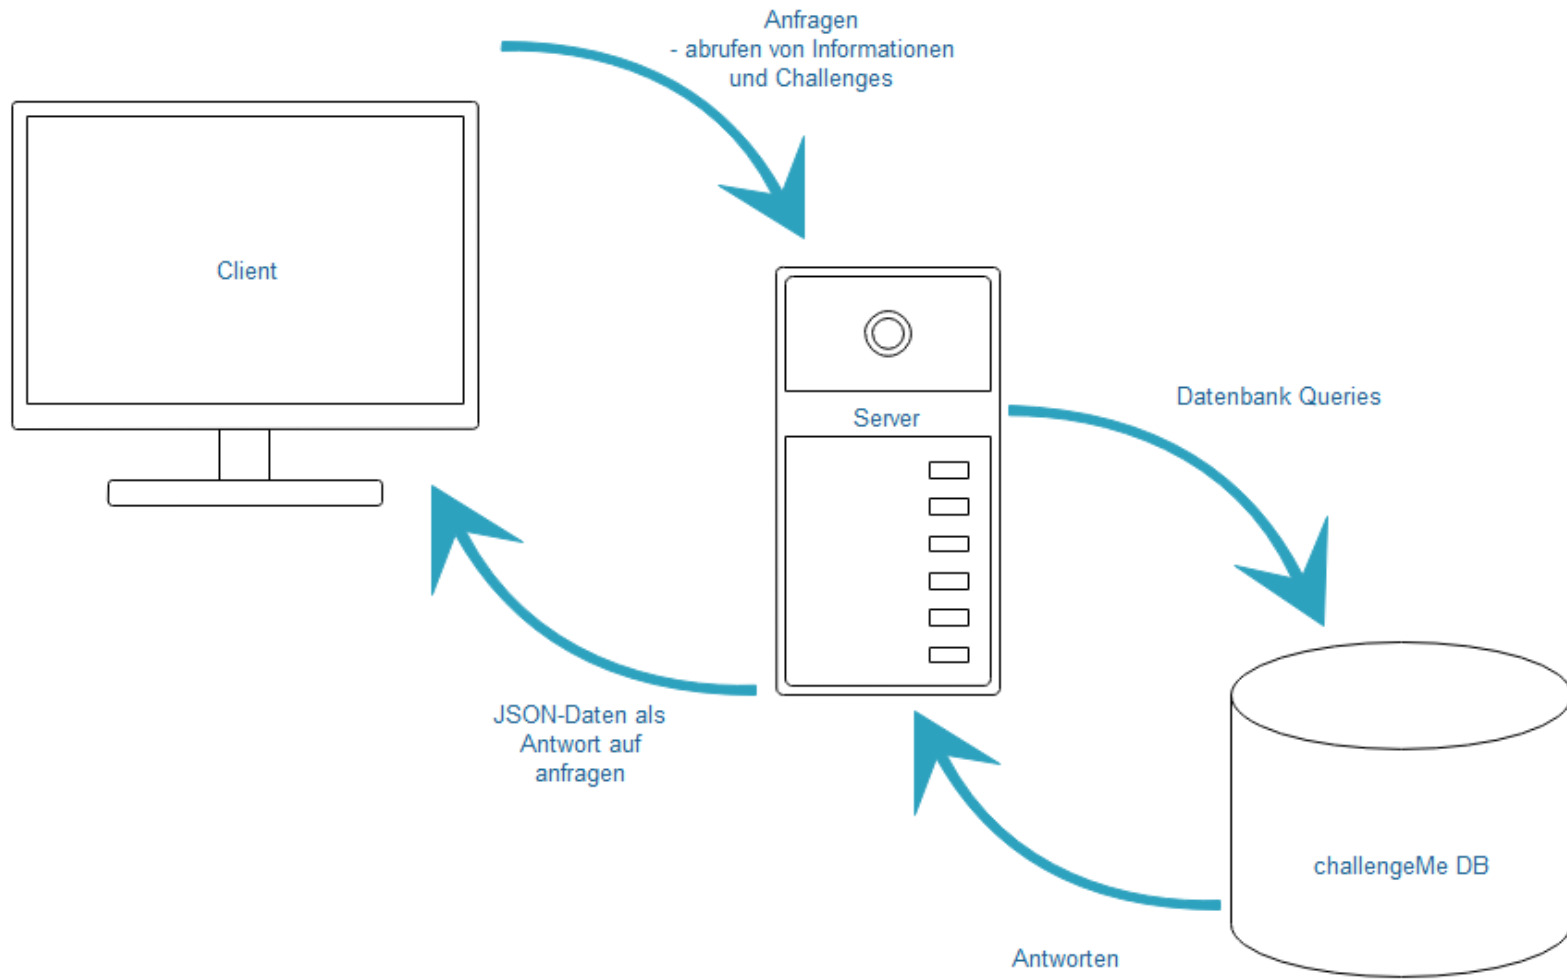 Anfragen
- abrufen von Informationen
und Challenges
Client
Server
Datenbank Queries
JSON-Daten als
Antwort auf
anfragen
challengeMe DB
Antworten